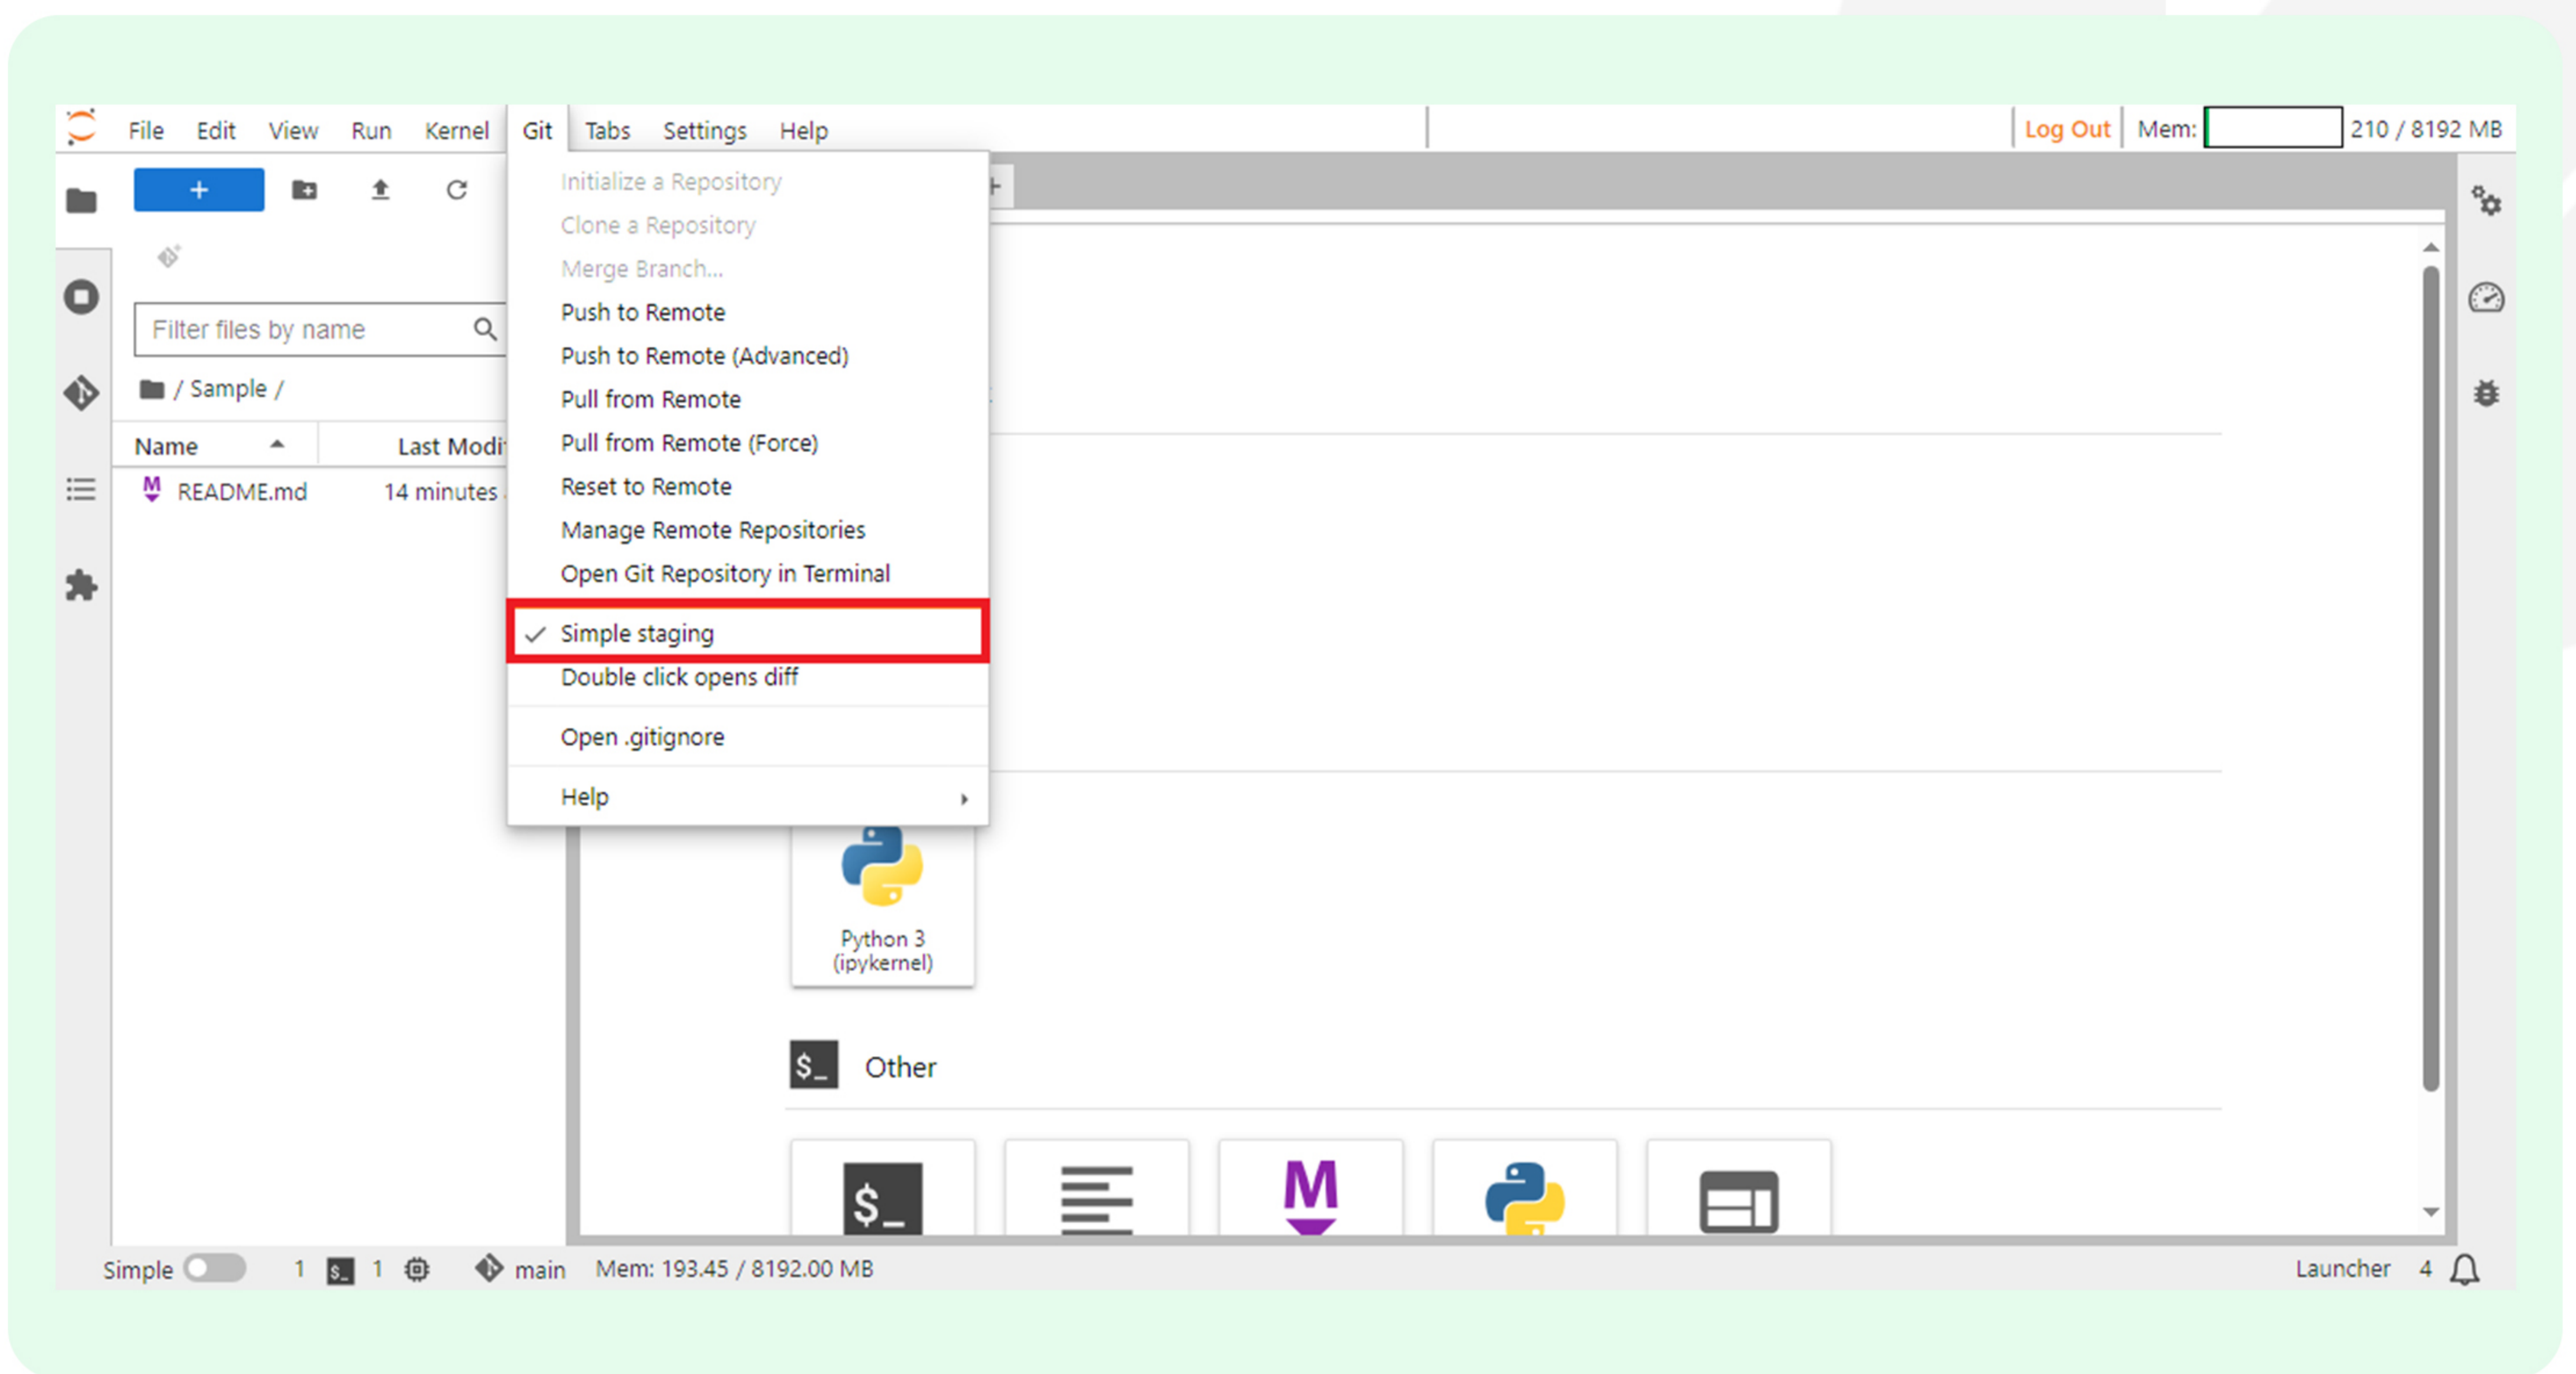 File Edit View Run Kernel Git Tabs Settings Help Log Out Mem: 210 / 8192 MB
+
Filter files by name
/ Sample /
Name Last Modi
README.md 14 minutes
Initialize a Repository
Clone a Repository
Merge Branch...
Push to Remote
Push to Remote (Advanced)
Pull from Remote
Pull from Remote (Force)
Reset to Remote
Manage Remote Repositories
Open Git Repository in Terminal
Simple staging
Double click opens diff
Open .gitignore
Help
Python 3
(ipykernel)
$_ Other
$_ M
Simple 1 $_ 1 main Mem: 193.45 / 8192.00 MB Launcher 4